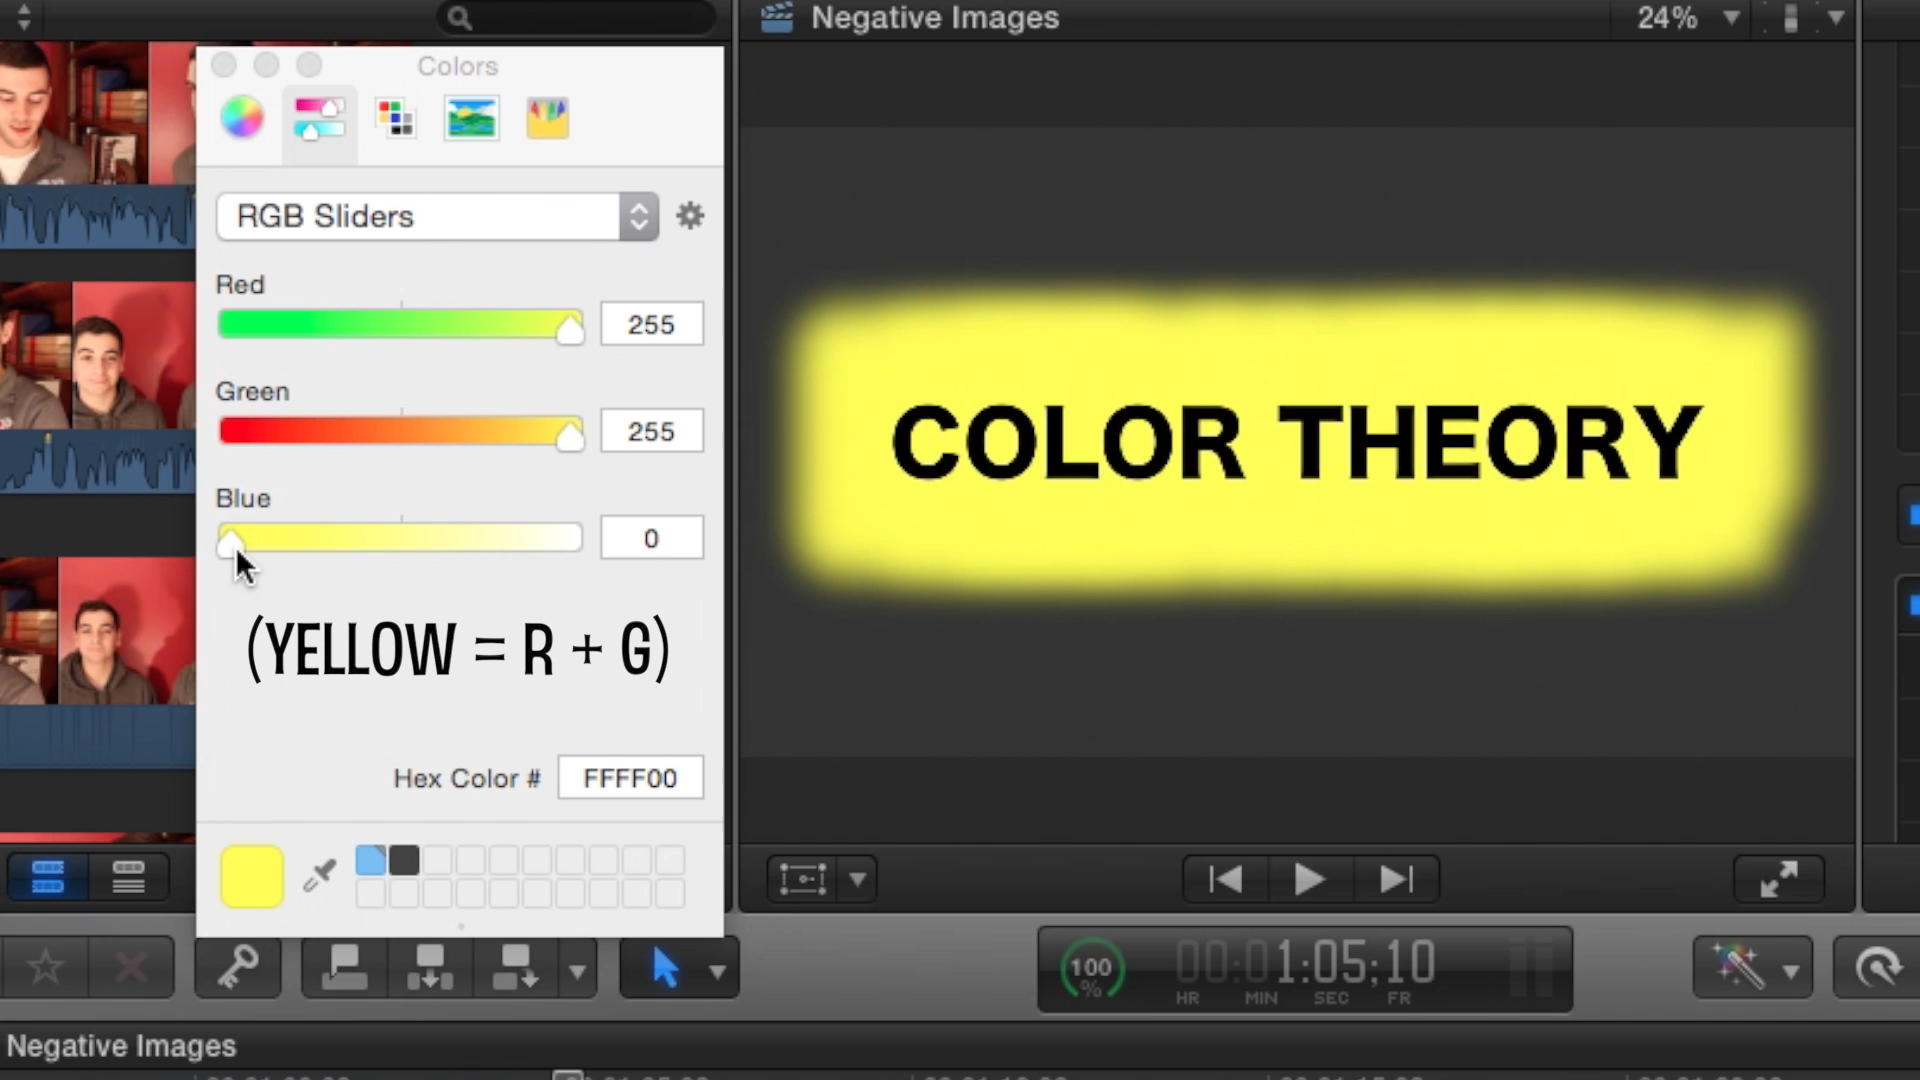 Negative Images
24%
Colors
RGB Sliders
Red
255
Green
255
COLOR THEORY
Blue
0
(YELLOW = R + G)
Hex Color # FFFF00
100
%
00:01:05;10
HR MIN SEC FR
Negative Images